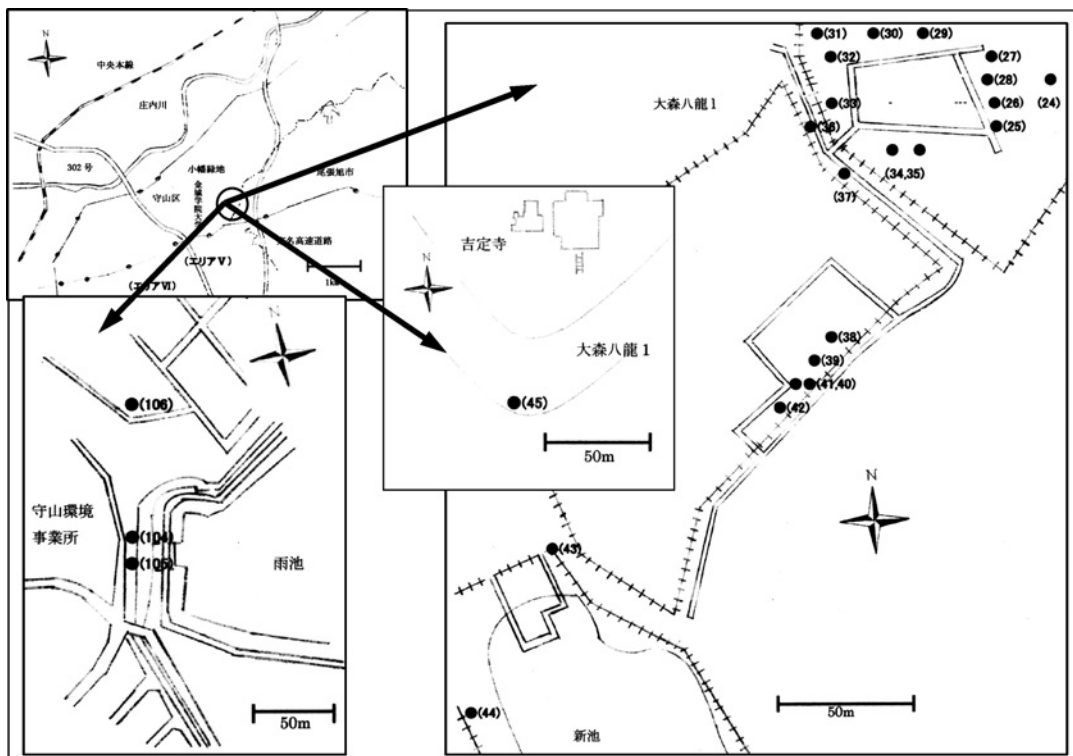 N
中央本線
庄内川
302号
小幡緑地
守山区
尾張旭市
(エリアⅤ)
(エリアⅥ)
1km
N
(106)
守山環境
事業所
(104)
(105)
雨池
50m
吉定寺
N
大森八龍1
(45)
50m
(31)
(30)
(29)
(32)
(27)
(28)
(24)
大森八龍1
(33)
(26)
(36)
(25)
(34,35)
(37)
(38)
(39)
(41,40)
(42)
N
(43)
(44)
新池
50m